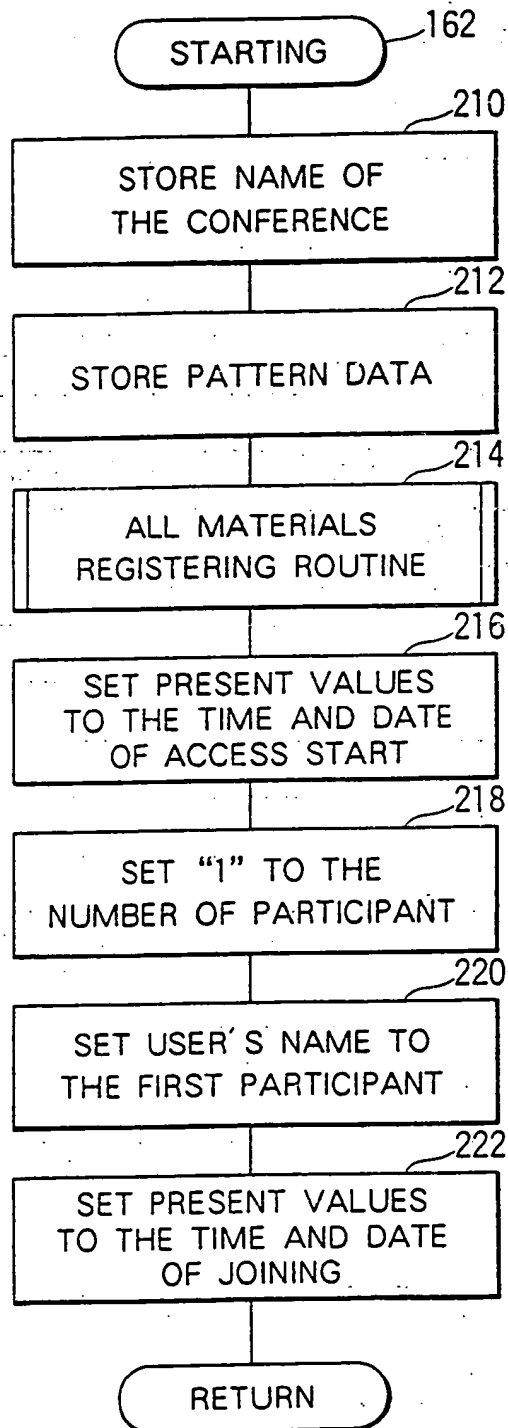 162
STARTING
210
STORE NAME OF
THE CONFERENCE
212
STORE PATTERN DATA
214
ALL MATERIALS
REGISTERING ROUTINE
216
SET PRESENT VALUES
TO THE TIME AND DATE
OF ACCESS START
218
SET “1” TO THE
NUMBER OF PARTICIPANT
220
SET USER'S NAME TO
THE FIRST PARTICIPANT
222
SET PRESENT VALUES
TO THE TIME AND DATE
OF JOINING
RETURN